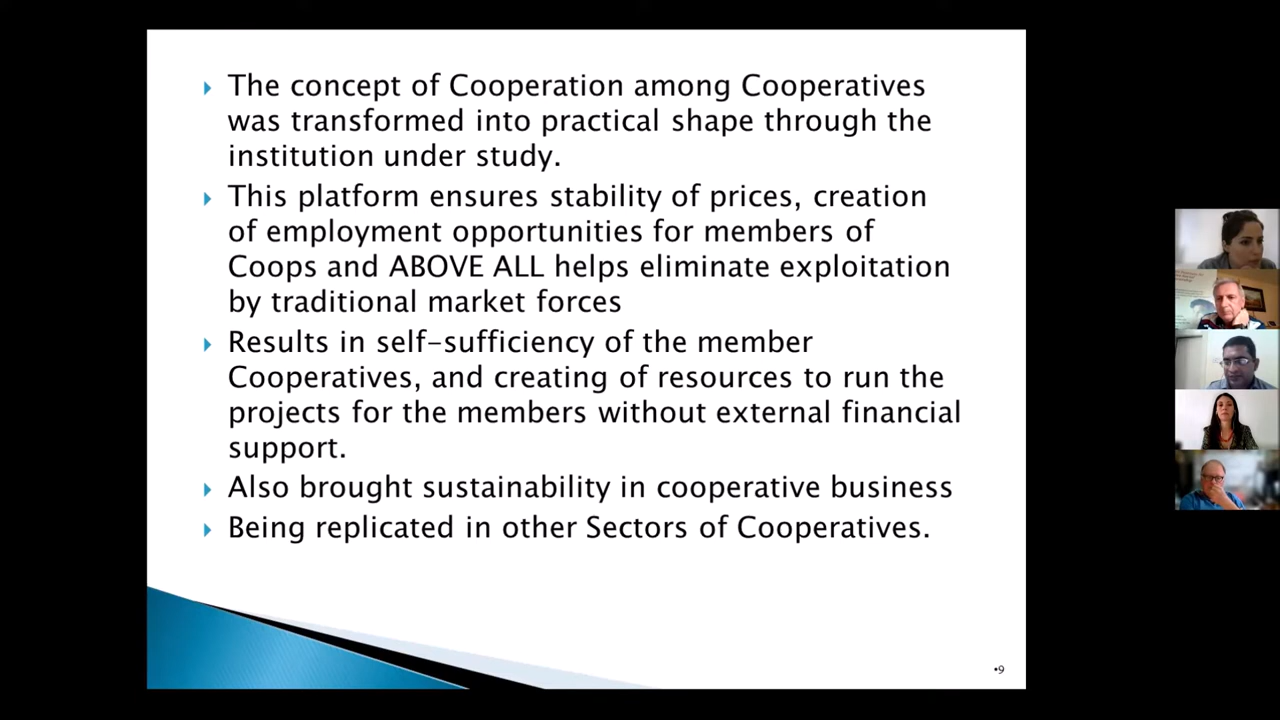 The concept of Cooperation among Cooperatives
was transformed into practical shape through the
institution under study.
This platform ensures stability of prices, creation
of employment opportunities for members of
Coops and ABOVE ALL helps eliminate exploitation
by traditional market forces
Results in self-sufficiency of the member
Cooperatives, and creating of resources to run the
projects for the members without external financial
support.
Also brought sustainability in cooperative business
Being replicated in other Sectors of Cooperatives.
•9